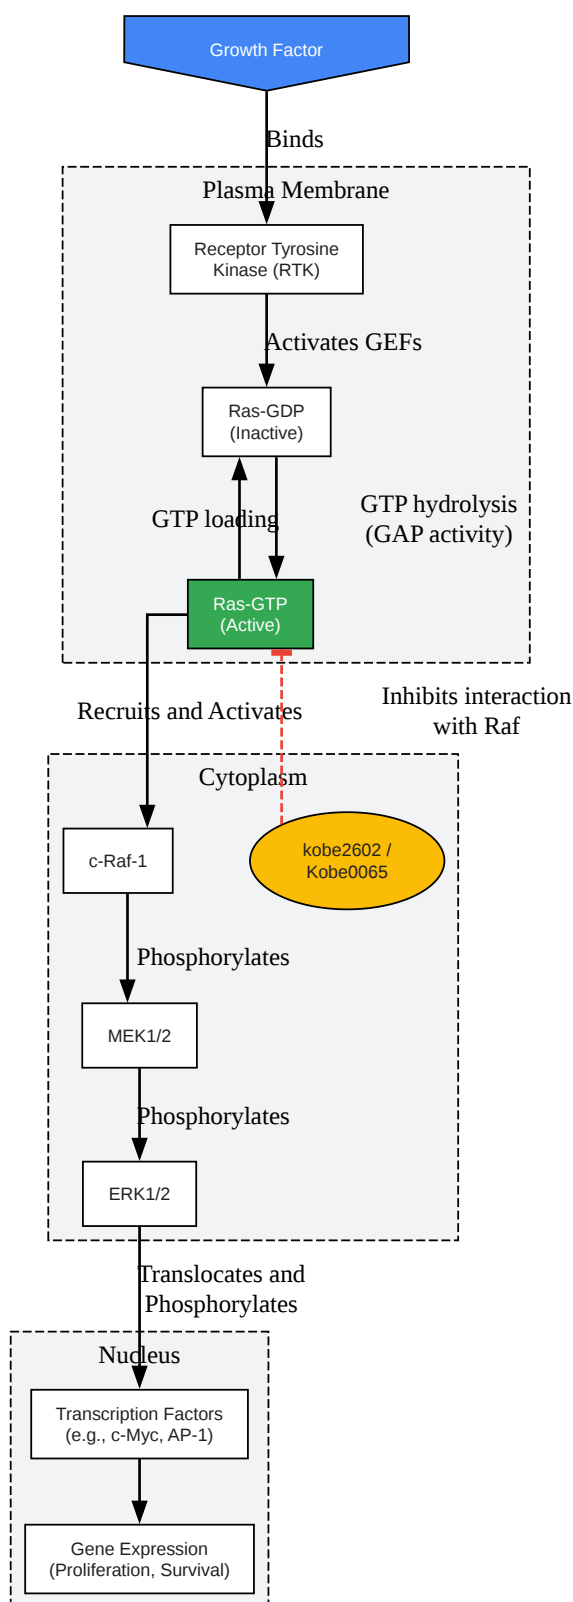 Growth Factor
Binds
Plasma Membrane
Receptor Tyrosine
Kinase (RTK)
Activates GEFs
Ras-GDP
(Inactive)
GTP loading
GTP hydrolysis
(GAP activity)
Ras-GTP
(Active)
Recruits and Activates
Inhibits interaction
with Raf
Cytoplasm
c-Raf-1
kobe2602 /
Kobe0065
Phosphorylates
MEK1/2
Phosphorylates
ERK1/2
Translocates and
Phosphorylates
Nucleus
Transcription Factors
(e.g., c-Myc, AP-1)
Gene Expression
(Proliferation, Survival)